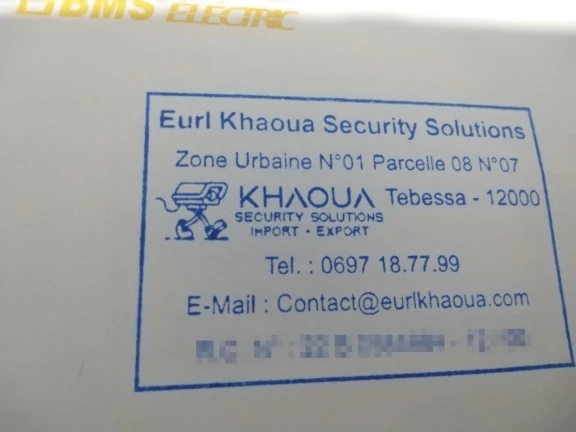 BMS ELECTRIC
Eurl Khaoua Security Solutions
Zone Urbaine N°01 Parcelle 08 N°07
KHAOUA Tebessa - 12000
SECURITY SOLUTIONS
IMPORT - EXPORT
Tel. : 0697 18.77.99
E-Mail : Contact@eurlkhaoua.com